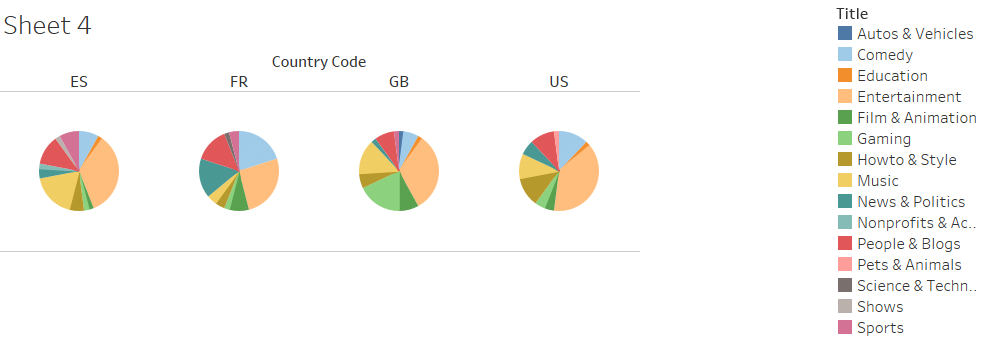 Sheet 4
Country Code
ES FR GB US
Title
Autos & Vehicles
Comedy
Education
Entertainment
Film & Animation
Gaming
Howto & Style
Music
News & Politics
Nonprofits & Ac..
People & Blogs
Pets & Animals
Science & Techn..
Shows
Sports